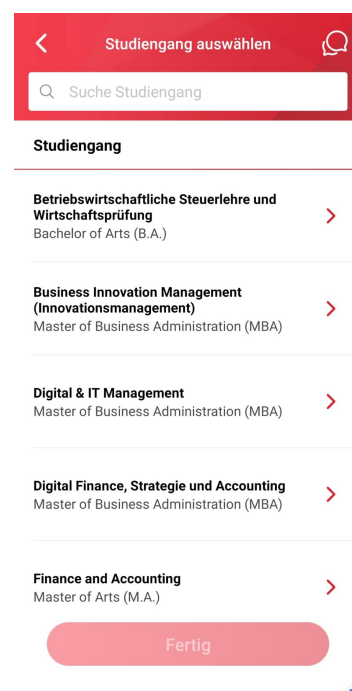 Studiengang auswählen
Suche Studiengang
Studiengang
Betriebswirtschaftliche Steuerlehre und
Wirtschaftsprüfung
Bachelor of Arts (B.A.)
Business Innovation Management
(Innovationsmanagement)
Master of Business Administration (MBA)
Digital & IT Management
Master of Business Administration (MBA)
Digital Finance, Strategie und Accounting
Master of Business Administration (MBA)
Finance and Accounting
Master of Arts (M.A.)
Fertig